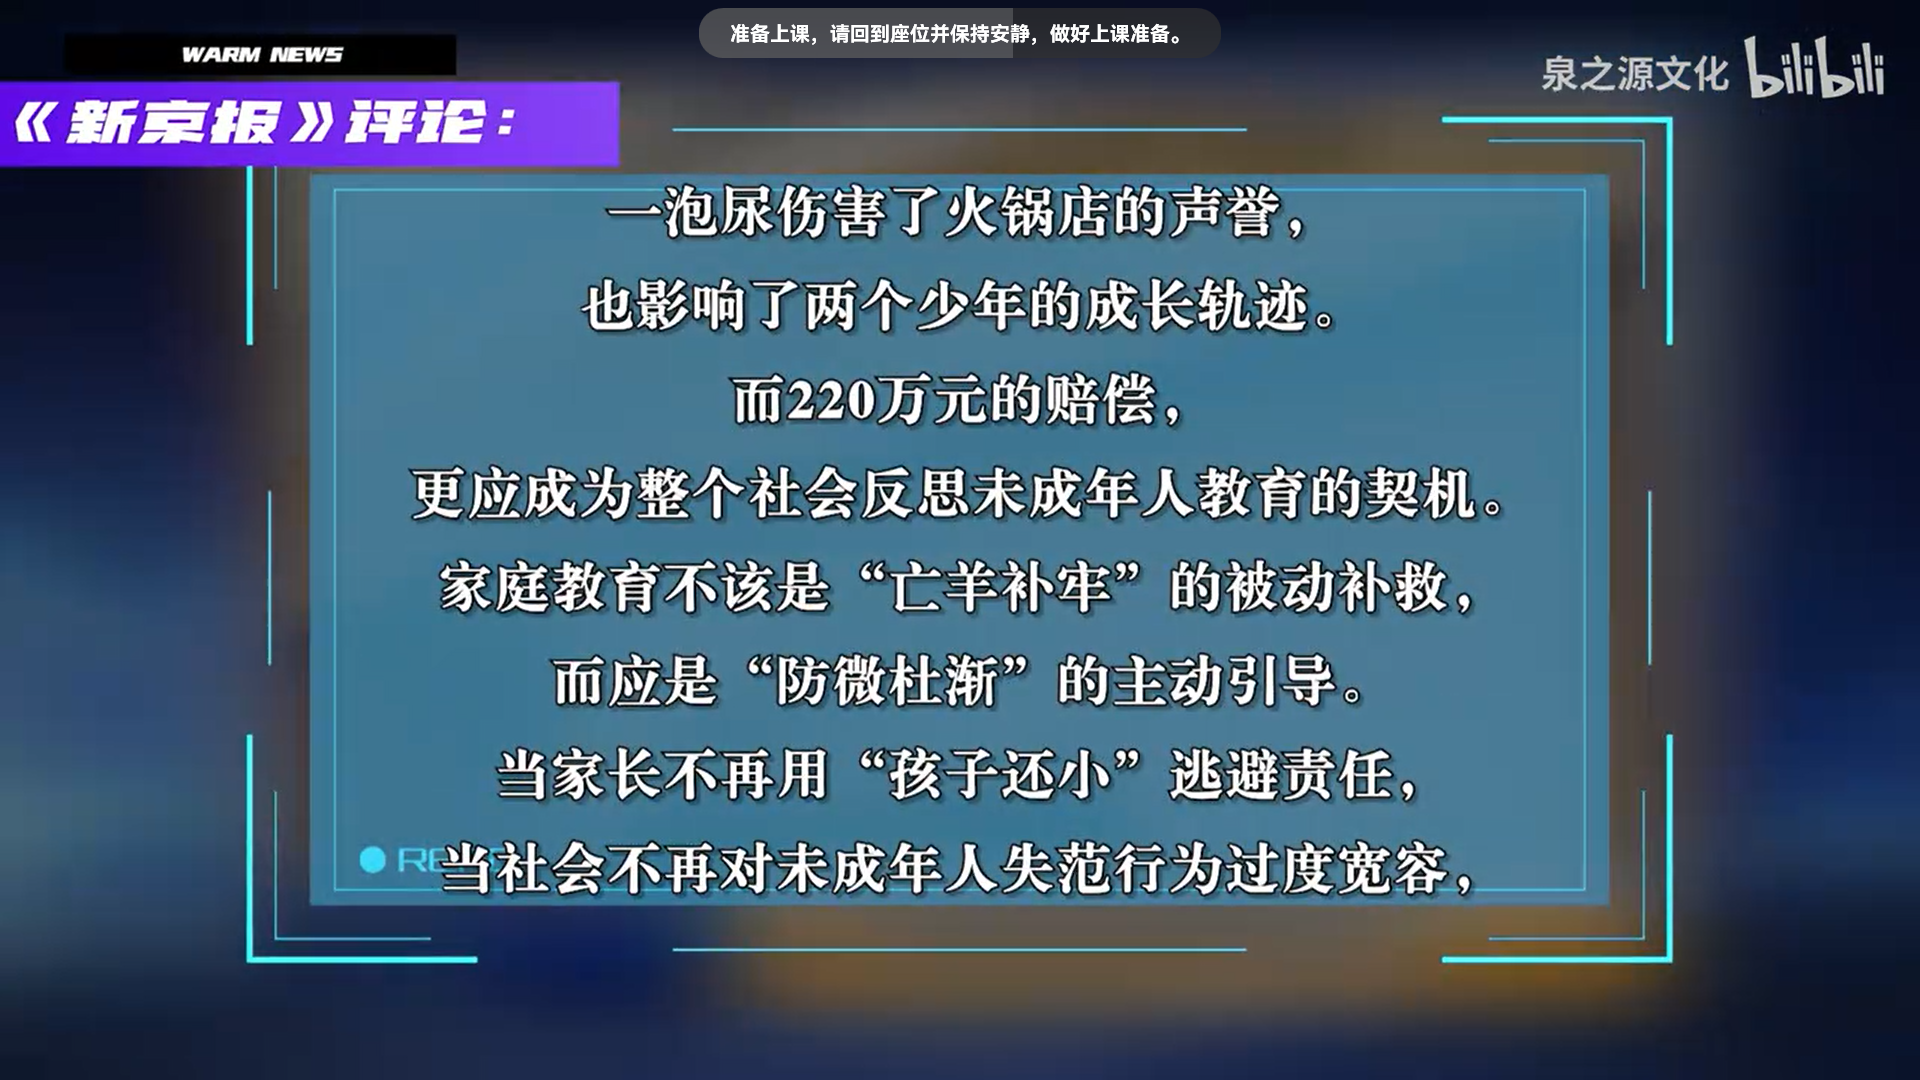 准备上课，请回到座位并保持安静，做好上课准备。
WARM NEWS
泉之源文化 bilibili
《新京报》评论：
一泡尿伤害了火锅店的声誉，
也影响了两个少年的成长轨迹。
而220万元的赔偿，
更应成为整个社会反思未成年人教育的契机。
家庭教育不该是“亡羊补牢”的被动补救，
而应是“防微杜渐”的主动引导。
当家长不再用“孩子还小”逃避责任，
当社会不再对未成年人失范行为过度宽容，